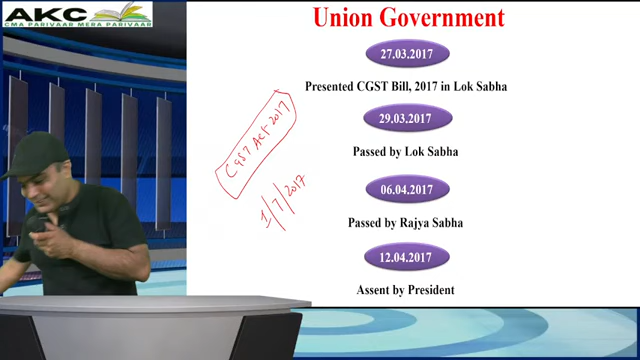 AKC
CMA PARIVAAR MERA PARIVAAR
Union Government
27.03.2017
Presented CGST Bill, 2017 in Lok Sabha
29.03.2017
Passed by Lok Sabha
06.04.2017
Passed by Rajya Sabha
12.04.2017
Assent by President
CGST Act-2017
1/7/2017